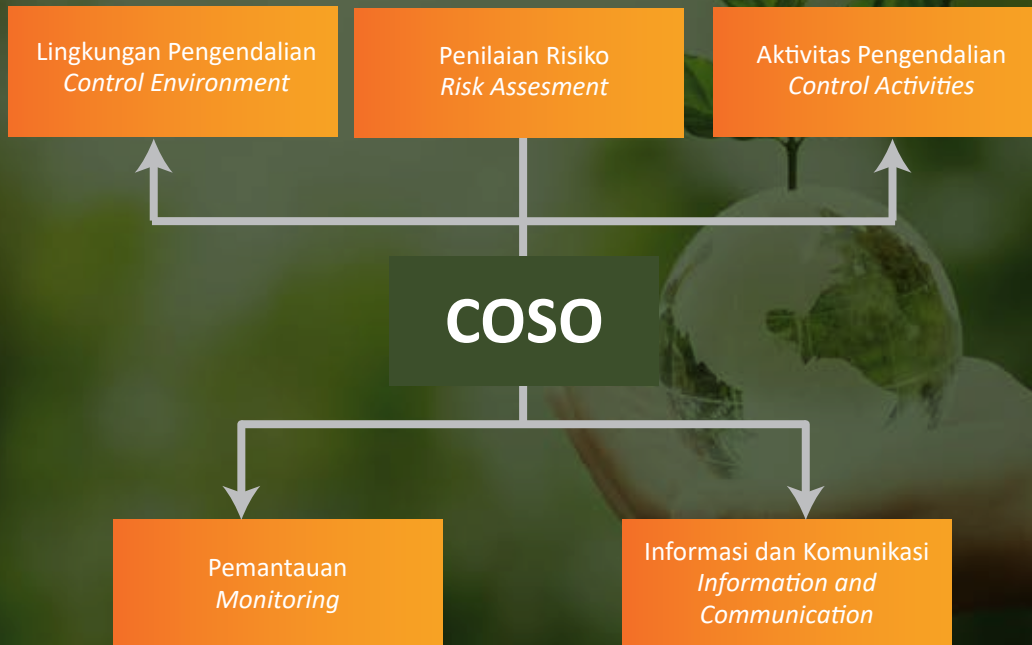 Lingkungan Pengendalian
Control Environment
Penilaian Risiko
Risk Assesment
Aktivitas Pengendalian
Control Activities
COSO
Pemantauan
Monitoring
Informasi dan Komunikasi
Information and
Communication